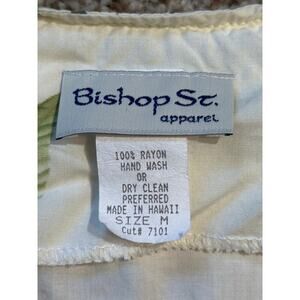 Bishop St.
apparel
100% RAYON
HAND WASH
OR
DRY CLEAN
PREFERRED
MADE IN HAWAII
SIZE M
Cut# 7101